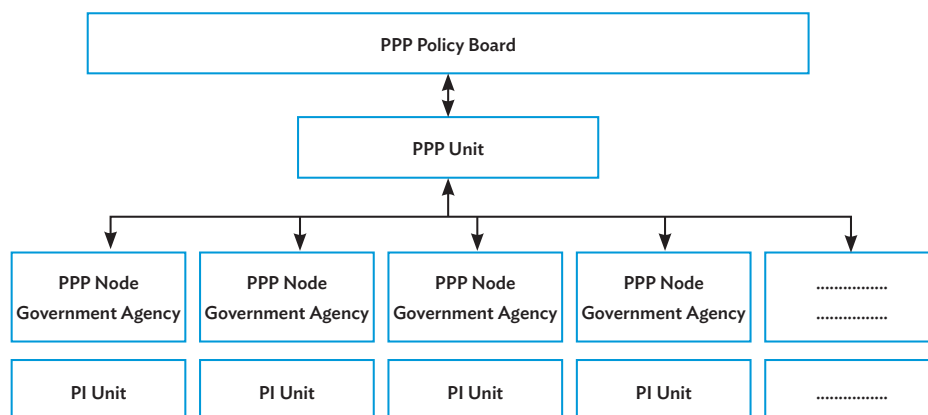 PPP Policy Board
PPP Unit
PPP Node
Government Agency
PPP Node
Government Agency
PPP Node
Government Agency
PPP Node
Government Agency
................
................
PI Unit
PI Unit
PI Unit
PI Unit
................